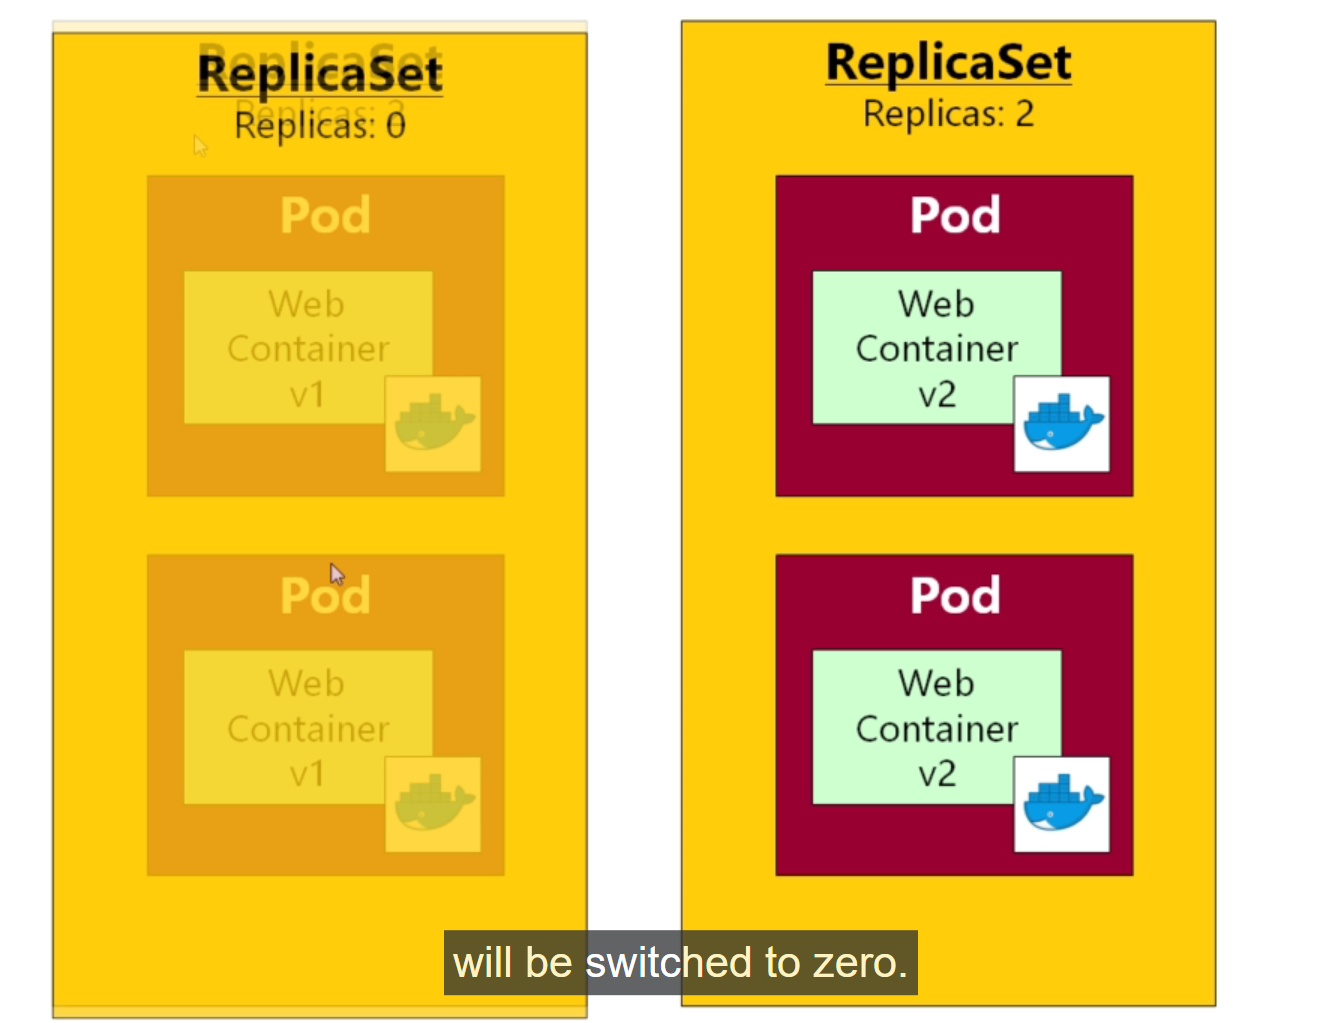 ReplicaSet
Replicas: 0
Pod
Web
Container
v1
Pod
Web
Container
v1
ReplicaSet
Replicas: 2
Pod
Web
Container
v2
Pod
Web
Container
v2
will be switched to zero.